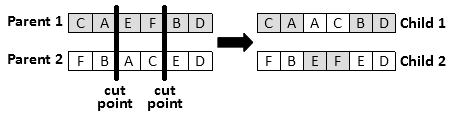 Parent 1 C A E F B D C A A C B D Child 1
Parent 2 F B A C E D F B E F E D Child 2
cut point cut point